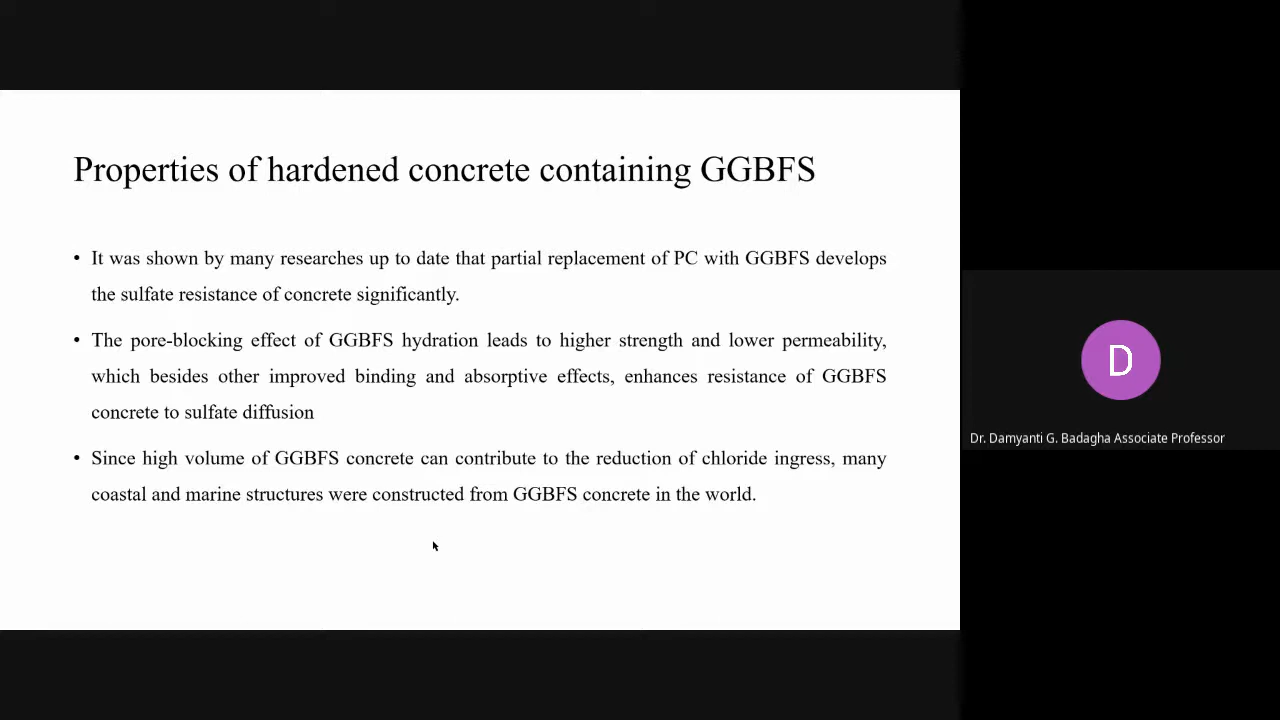 Properties of hardened concrete containing GGBFS
• It was shown by many researches up to date that partial replacement of PC with GGBFS develops
the sulfate resistance of concrete significantly.
• The pore-blocking effect of GGBFS hydration leads to higher strength and lower permeability,
which besides other improved binding and absorptive effects, enhances resistance of GGBFS
concrete to sulfate diffusion
• Since high volume of GGBFS concrete can contribute to the reduction of chloride ingress, many
coastal and marine structures were constructed from GGBFS concrete in the world.
D
Dr. Damyanti G. Badagha Associate Professor